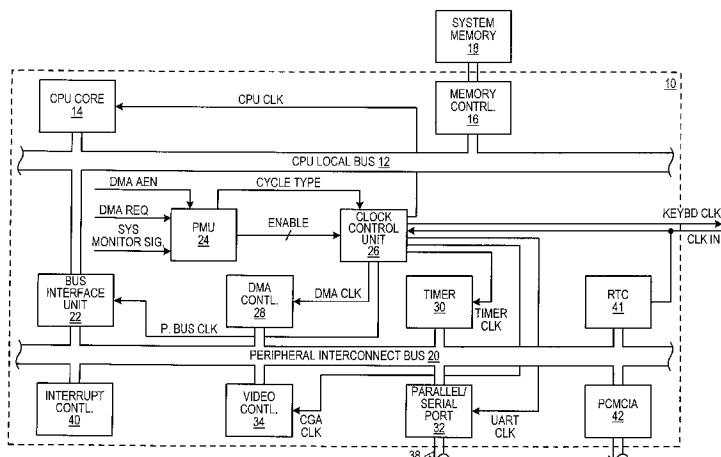 SYSTEM
MEMORY
18
10
CPU CORE
14
CPU CLK
MEMORY
CONTRL.
16
CPU LOCAL BUS 12
DMA AEN
CYCLE TYPE
DMA REQ
SYS
MONITOR SIG.
PMU
24
ENABLE
CLOCK
CONTROL
UNIT
26
KEYBD CLK
CLK IN
BUS
INTERFACE
UNIT
22
P. BUS CLK
DMA
CONTL.
28
DMA CLK
TIMER
30
TIMER
CLK
RTC
41
PERIPHERAL INTERCONNECT BUS 20
INTERRUPT
CONTL.
40
VIDEO
CONTL.
34
CGA
CLK
PARALLEL/
SERIAL
PORT
32
UART
CLK
PCMCIA
42
38